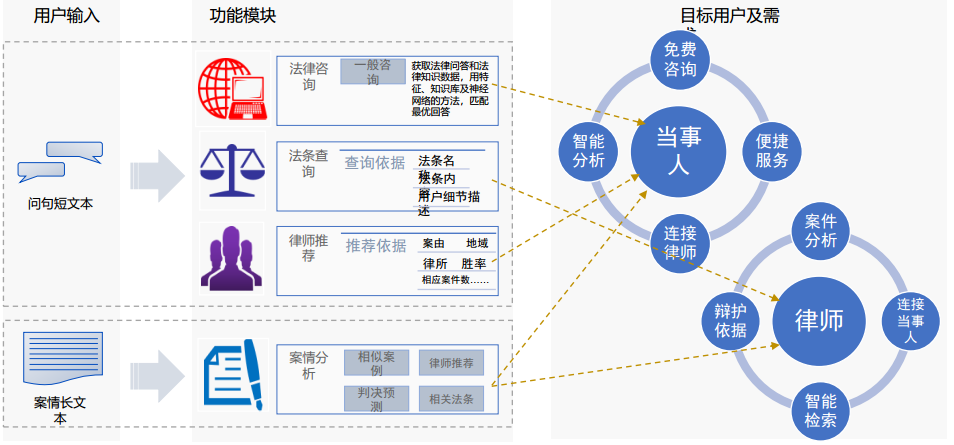 用户输入
功能模块
目标用户及需
问句短文本
法律咨
询
一般咨
询
获取法律问答和法
律知识数据，用特
征、知识库及神经
网络的方法，匹配
最优回答
法条查
询
查询依据
法条名
称
法条内
容
用户细节描
述
律师推
荐
推荐依据
案由 地域
律所 胜率
相应案件数……
案情长文
本
案情分
析
相似案
例
律师推荐
判决预
测
相关法条
免费
咨询
智能
分析
当事
人
便捷
服务
连接
律师
案件
分析
辩护
依据
律师
连接
当事
人
智能
检索